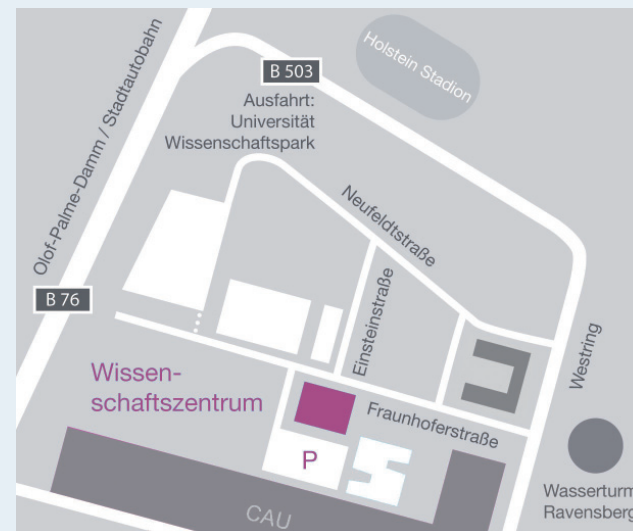 Holstein Stadion
B 503
Ausfahrt:
Universität
Wissenschaftspark
Olof-Palme-Damm / Stadtautobahn
Neufeldtstraße
Einsteinstraße
B 76
Westring
Wissen-
schaftszentrum
Fraunhoferstraße
P
Wasserturm
Ravensberg
CAU